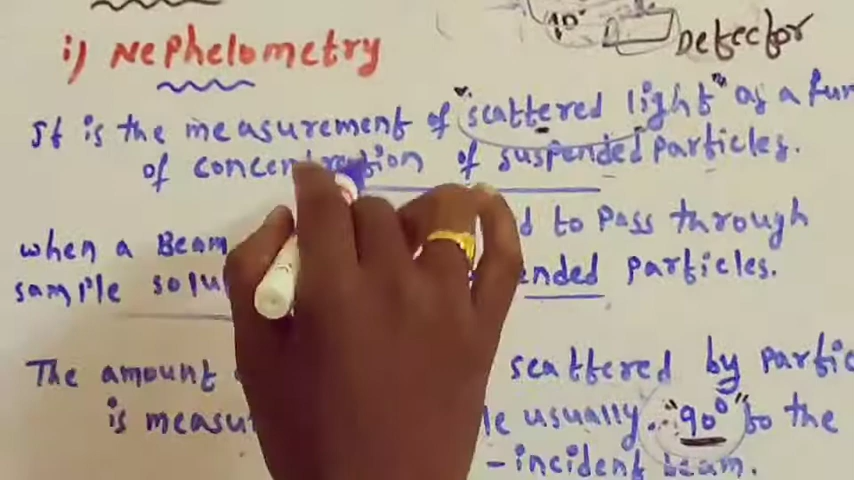 90°
Detector
i) Nephelometry
It is the measurement of "scattered light" as a fun
of concentration of suspended particles.
when a Beam d to pass through
sample solu ended particles.
The amount scattered by partic
is measu le usually "90°" to the
-incident beam.